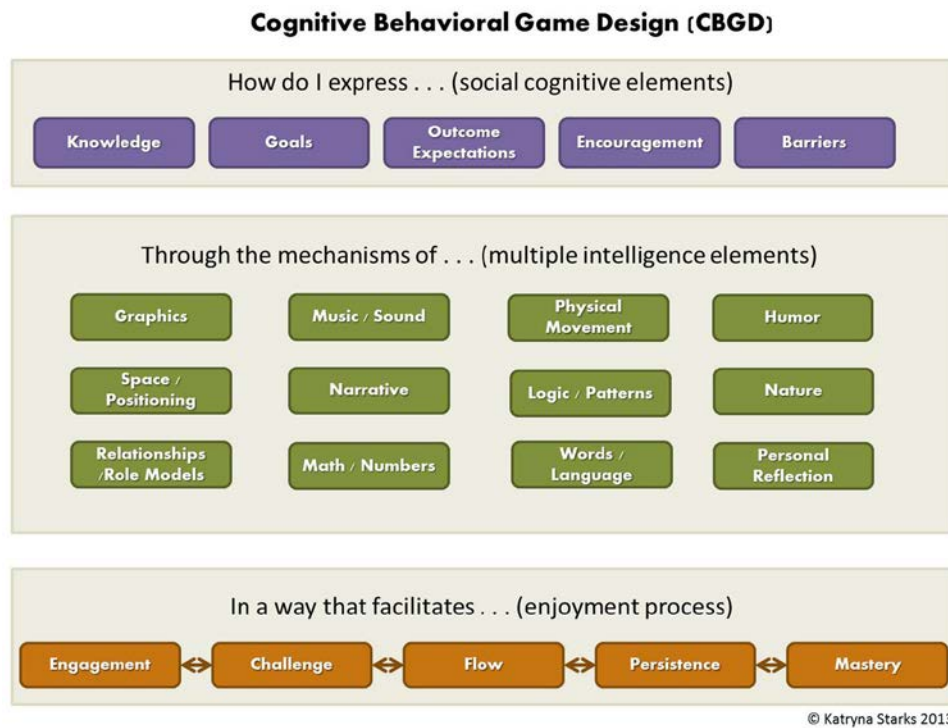 Cognitive Behavioral Game Design (CBGD)
How do I express . . . (social cognitive elements)
Knowledge
Goals
Outcome
Expectations
Encouragement
Barriers
Through the mechanisms of . . . (multiple intelligence elements)
Graphics
Music / Sound
Physical
Movement
Humor
Space /
Positioning
Narrative
Logic / Patterns
Nature
Relationships
/Role Models
Math / Numbers
Words /
Language
Personal
Reflection
In a way that facilitates . . . (enjoyment process)
Engagement
Challenge
Flow
Persistence
Mastery
© Katryna Starks